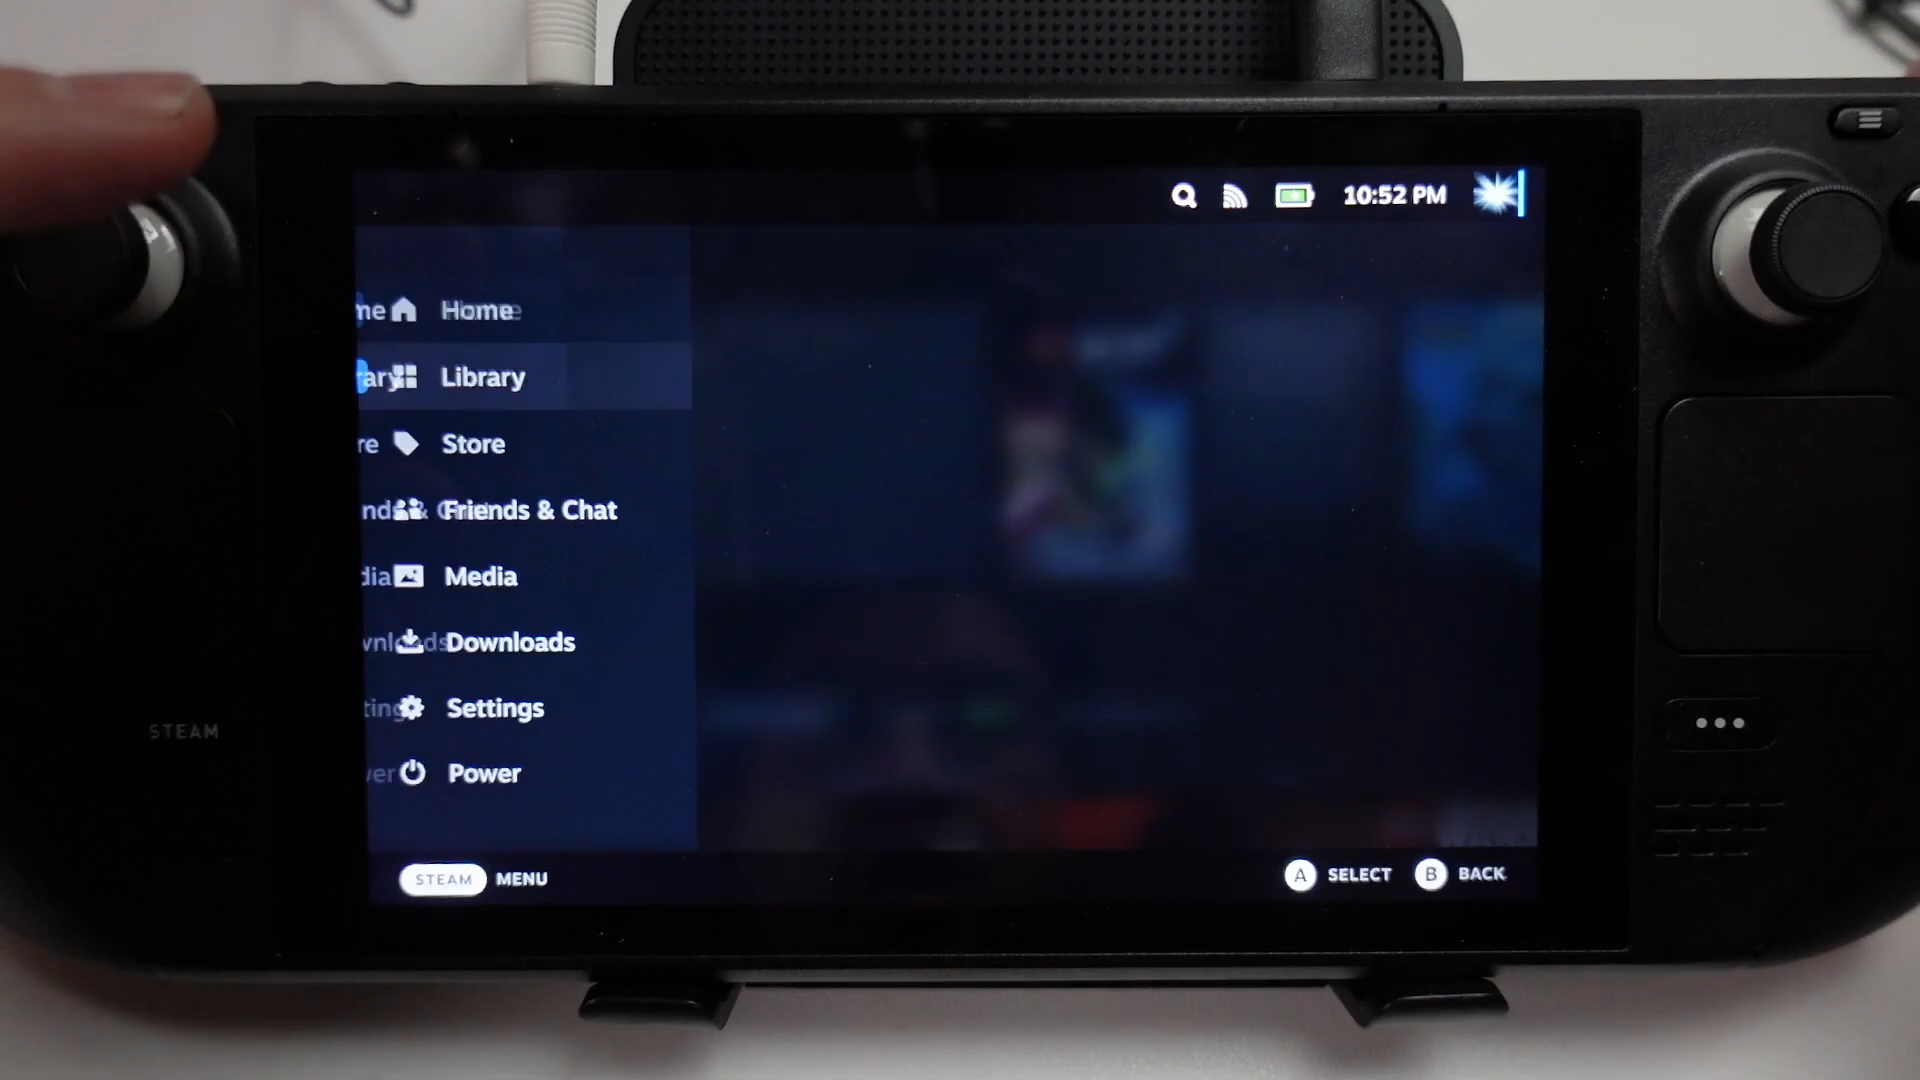 10:52 PM
Home
Library
Store
Friends & Chat
Media
Downloads
Settings
Power
STEAM
STEAM MENU
A SELECT B BACK